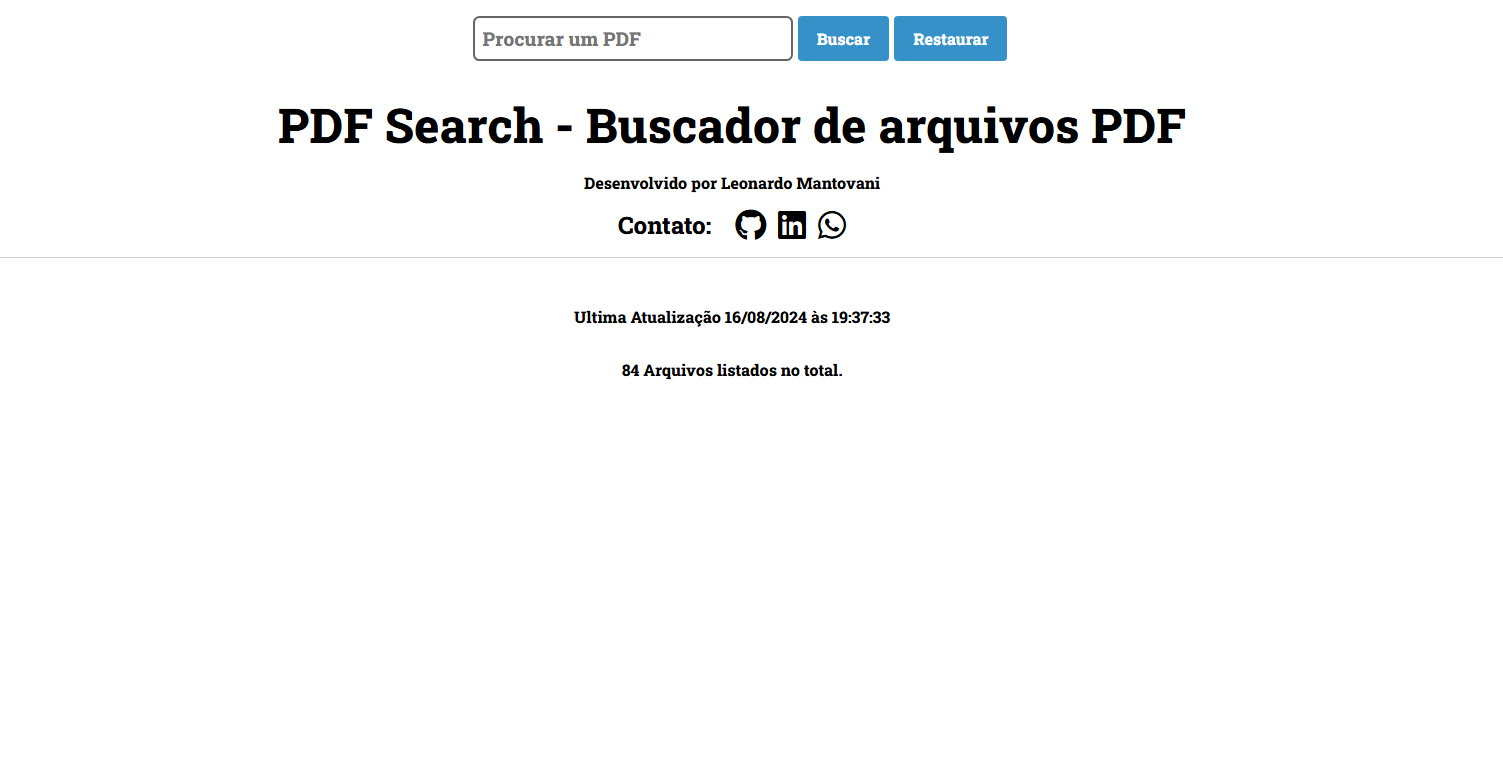 Procurar um PDF Buscar Restaurar
PDF Search - Buscador de arquivos PDF
Desenvolvido por Leonardo Mantovani
Contato:
Ultima Atualização 16/08/2024 às 19:37:33
84 Arquivos listados no total.